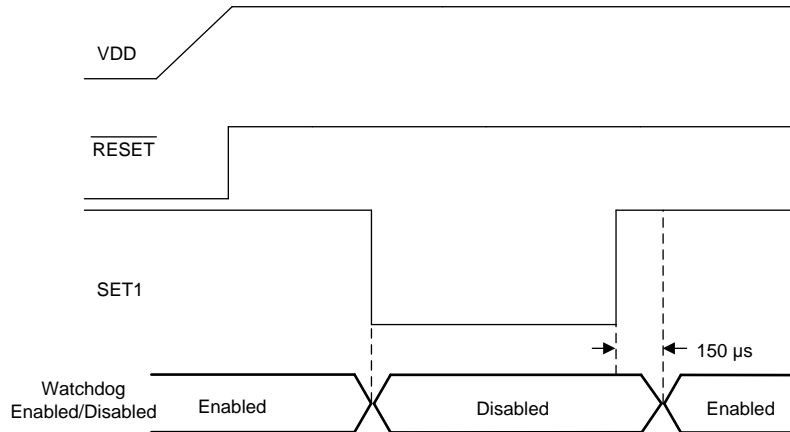 VDD
RESET
SET1
150 µs
Watchdog
Enabled/Disabled
Enabled
Disabled
Enabled